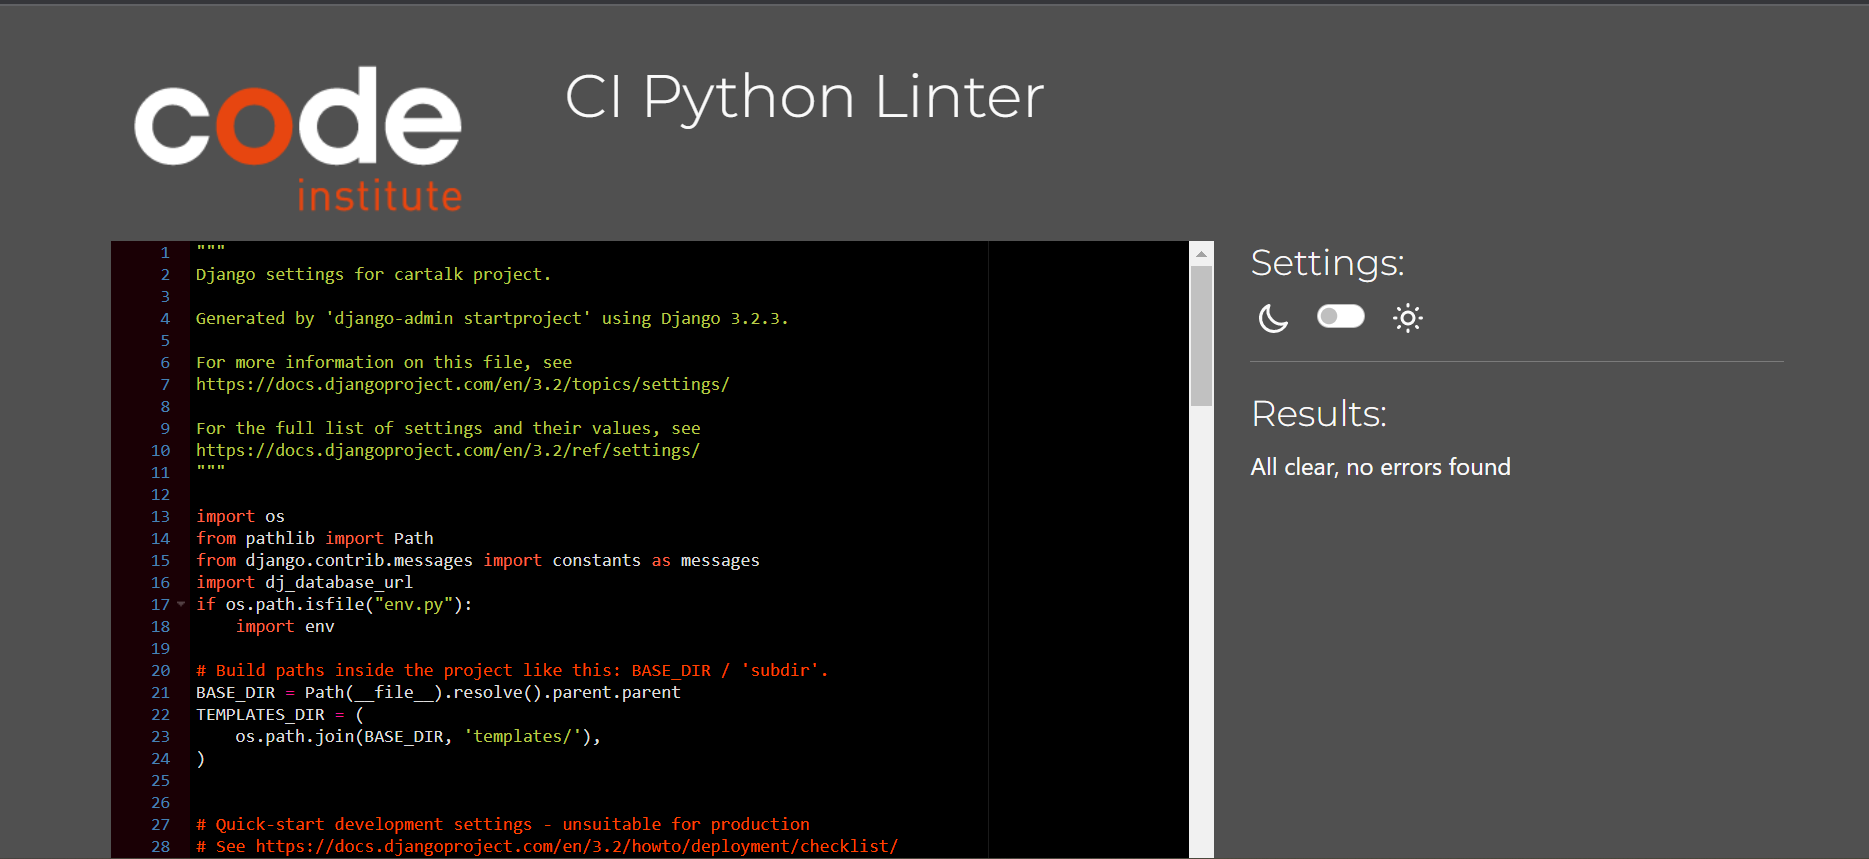 code
institute
CI Python Linter
1 """
2 Django settings for cartalk project.
3
4 Generated by 'django-admin startproject' using Django 3.2.3.
5
6 For more information on this file, see
7 https://docs.djangoproject.com/en/3.2/topics/settings/
8
9 For the full list of settings and their values, see
10 https://docs.djangoproject.com/en/3.2/ref/settings/
11 """
12
13 import os
14 from pathlib import Path
15 from django.contrib.messages import constants as messages
16 import dj_database_url
17 if os.path.isfile("env.py"):
18     import env
19
20 # Build paths inside the project like this: BASE_DIR / 'subdir'.
21 BASE_DIR = Path(__file__).resolve().parent.parent
22 TEMPLATES_DIR = (
23     os.path.join(BASE_DIR, 'templates/'),
24 )
25
26
27 # Quick-start development settings - unsuitable for production
28 # See https://docs.djangoproject.com/en/3.2/howto/deployment/checklist/
Settings:
Results:
All clear, no errors found